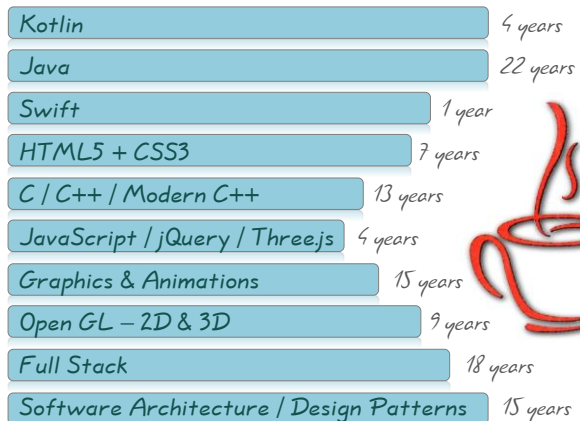 Kotlin 4 years
Java 22 years
Swift 1 year
HTML5 + CSS3 7 years
C / C++ / Modern C++ 13 years
JavaScript / jQuery / Three.js 4 years
Graphics & Animations 15 years
Open GL – 2D & 3D 9 years
Full Stack 18 years
Software Architecture / Design Patterns 15 years